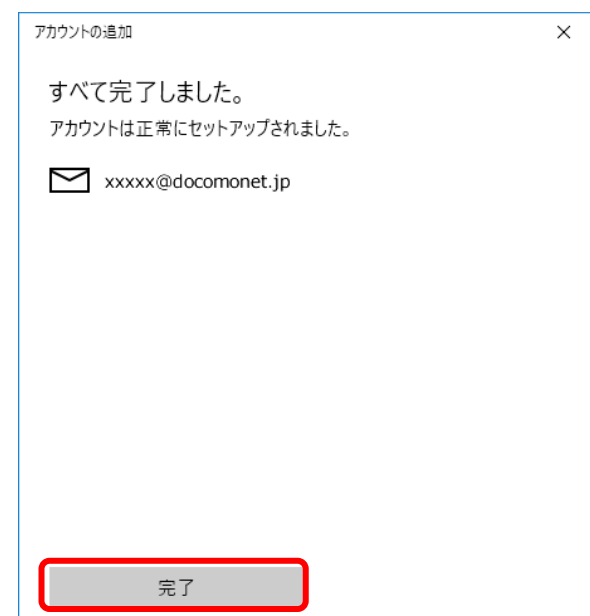 アカウントの追加
すべて完了しました。
アカウントは正常にセットアップされました。
xxxxx@docomonet.jp
完了